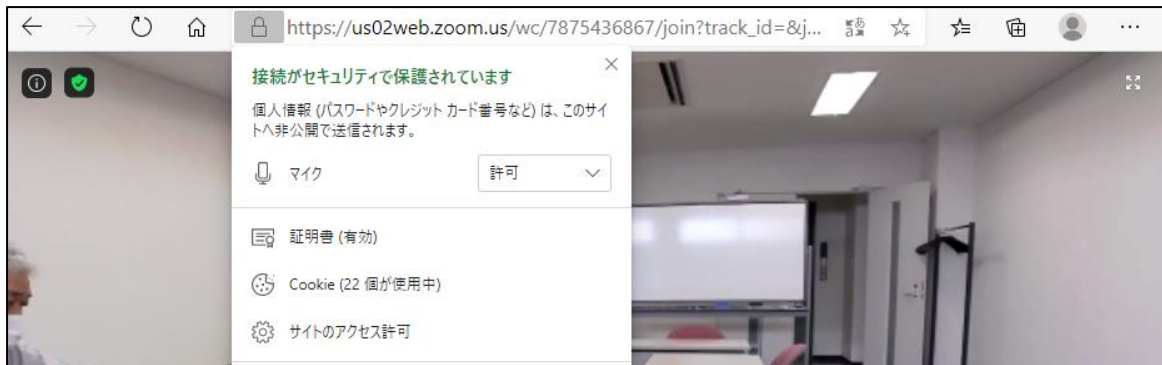 https://us02web.zoom.us/wc/7875436867/join?track_id=&j...
接続がセキュリティで保護されています
個人情報 (パスワードやクレジット カード番号など) は、このサイ
トへ非公開で送信されます。
マイク 許可
証明書 (有効)
Cookie (22 個が使用中)
サイトのアクセス許可